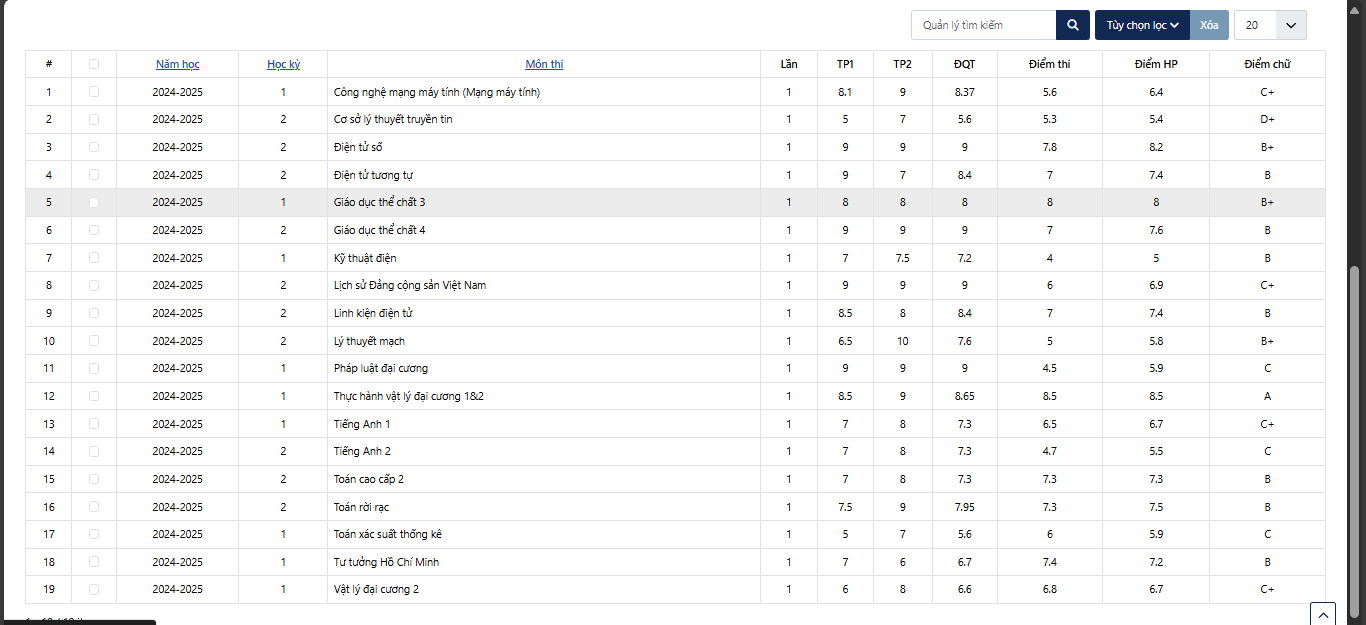 Quản lý tìm kiếm Tùy chọn lọc Xóa 20
# Năm học Học kỳ Môn thi Lần TP1 TP2 ĐQT Điểm thi Điểm HP Điểm chữ
1 2024-2025 1 Công nghệ mạng máy tính (Mạng máy tính) 1 8.1 9 8.37 5.6 6.4 C+
2 2024-2025 2 Cơ sở lý thuyết truyền tin 1 5 7 5.6 5.3 5.4 D+
3 2024-2025 2 Điện tử số 1 9 9 9 7.8 8.2 B+
4 2024-2025 2 Điện tử tương tự 1 9 7 8.4 7 7.4 B
5 2024-2025 1 Giáo dục thể chất 3 1 8 8 8 8 8 B+
6 2024-2025 2 Giáo dục thể chất 4 1 9 9 9 7 7.6 B
7 2024-2025 1 Kỹ thuật điện 1 7 7.5 7.2 4 5 B
8 2024-2025 2 Lịch sử Đảng cộng sản Việt Nam 1 9 9 9 6 6.9 C+
9 2024-2025 2 Linh kiện điện tử 1 8.5 8 8.4 7 7.4 B
10 2024-2025 2 Lý thuyết mạch 1 6.5 10 7.6 5 5.8 B+
11 2024-2025 1 Pháp luật đại cương 1 9 9 9 4.5 5.9 C
12 2024-2025 1 Thực hành vật lý đại cương 1&2 1 8.5 9 8.65 8.5 8.5 A
13 2024-2025 1 Tiếng Anh 1 1 7 8 7.3 6.5 6.7 C+
14 2024-2025 2 Tiếng Anh 2 1 7 8 7.3 4.7 5.5 C
15 2024-2025 2 Toán cao cấp 2 1 7 8 7.3 7.3 7.3 B
16 2024-2025 2 Toán rời rạc 1 7.5 9 7.95 7.3 7.5 B
17 2024-2025 1 Toán xác suất thống kê 1 5 7 5.6 6 5.9 C
18 2024-2025 1 Tư tưởng Hồ Chí Minh 1 7 6 6.7 7.4 7.2 B
19 2024-2025 1 Vật lý đại cương 2 1 6 8 6.6 6.8 6.7 C+